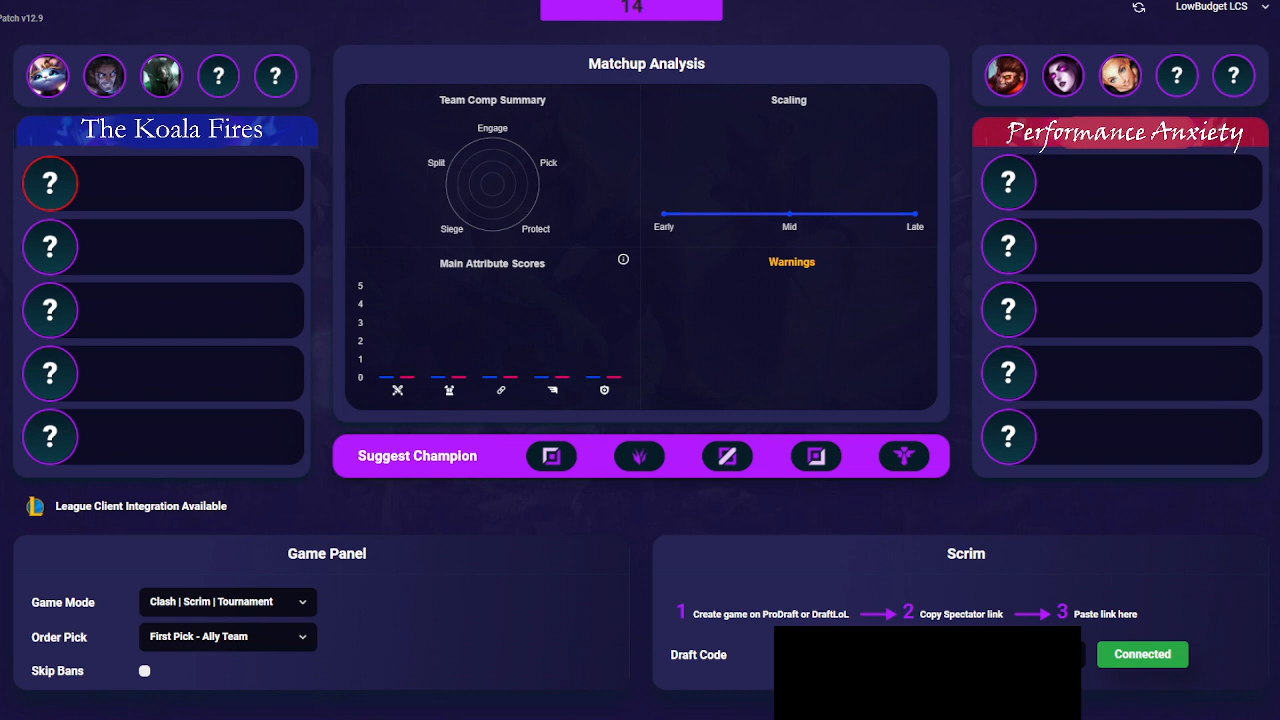 14
Patch v12.9
LowBudget LCS
? ?
Matchup Analysis
? ?
The Koala Fires
Performance Anxiety
Team Comp Summary
Scaling
Engage
Split
Pick
Siege
Protect
Early
Mid
Late
Main Attribute Scores
Warnings
5
4
3
2
1
0
?
?
?
?
?
?
?
?
?
?
Suggest Champion
League Client Integration Available
Game Panel
Game Mode
Clash | Scrim | Tournament
Order Pick
First Pick - Ally Team
Skip Bans
Scrim
1 Create game on ProDraft or DraftLoL 2 Copy Spectator link 3 Paste link here
Draft Code
Connected